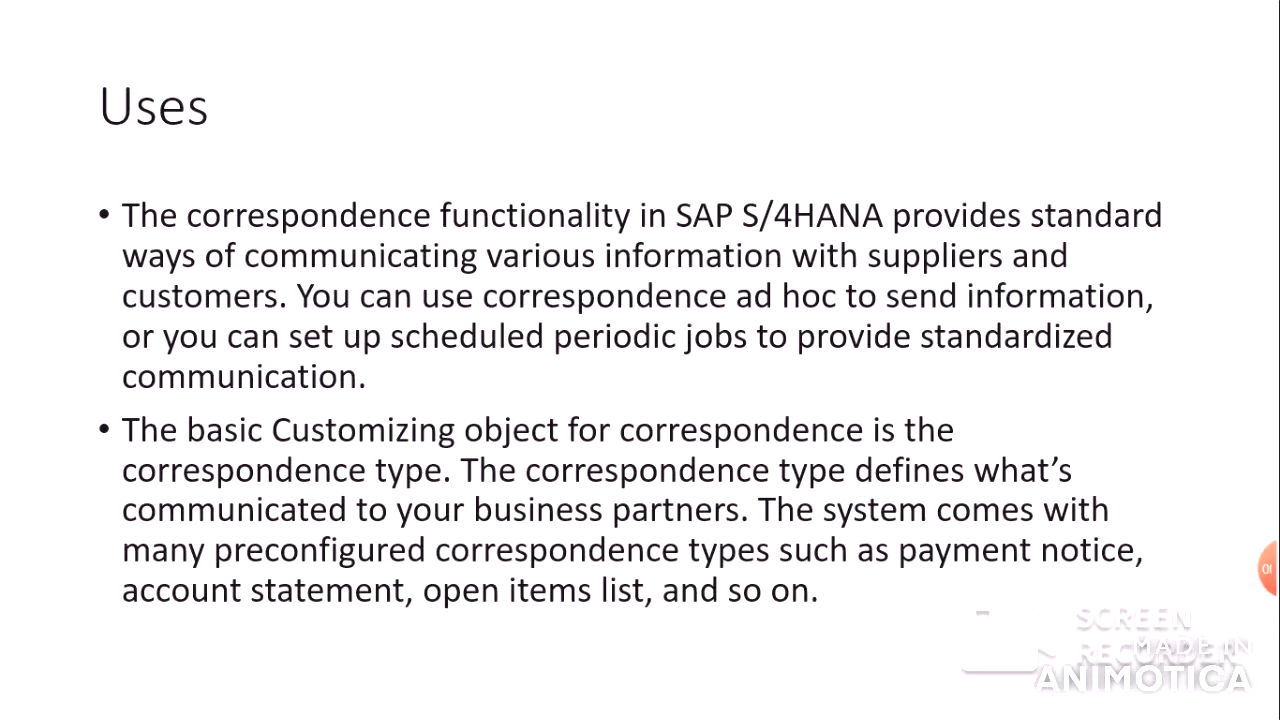 Uses
• The correspondence functionality in SAP S/4HANA provides standard
ways of communicating various information with suppliers and
customers. You can use correspondence ad hoc to send information,
or you can set up scheduled periodic jobs to provide standardized
communication.
• The basic Customizing object for correspondence is the
correspondence type. The correspondence type defines what’s
communicated to your business partners. The system comes with
many preconfigured correspondence types such as payment notice,
account statement, open items list, and so on.
SCREEN
RECORDER
MADE IN
ANIMOTICA